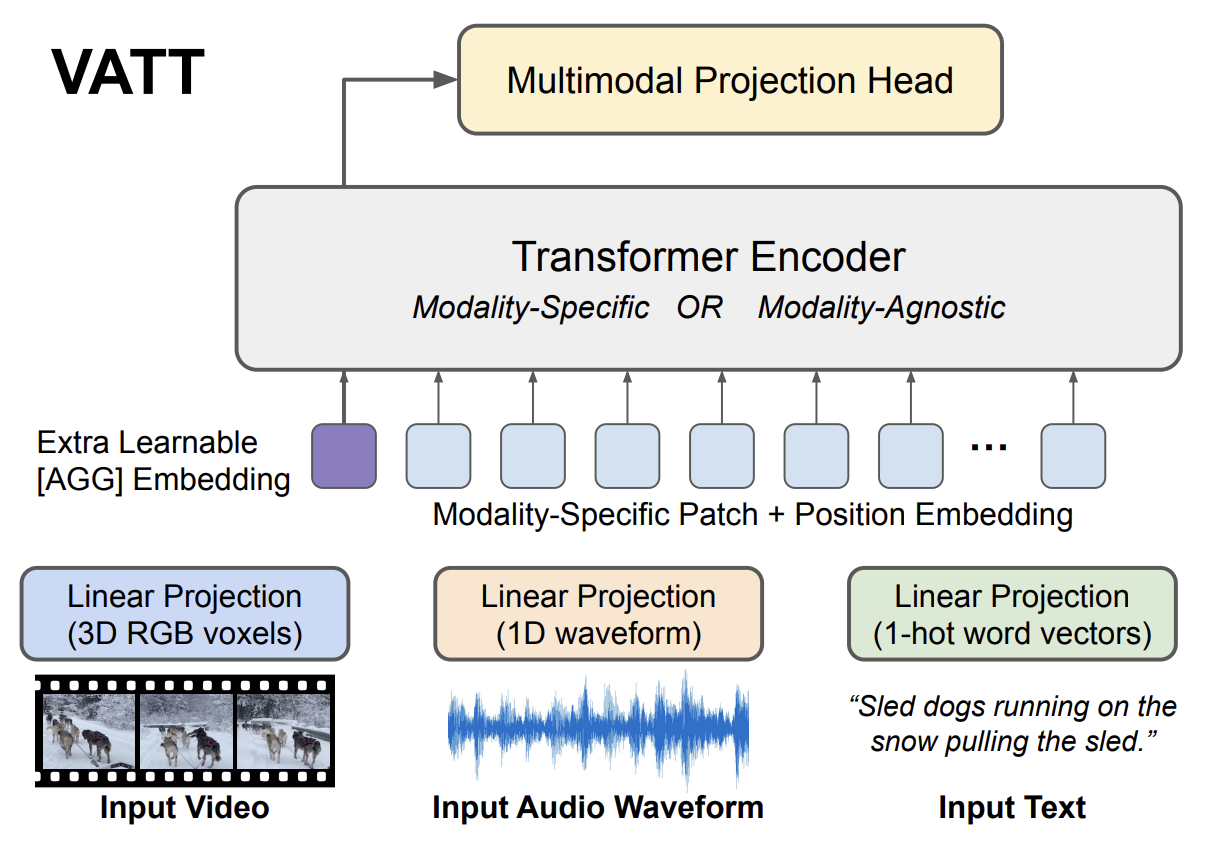 VATT
Multimodal Projection Head
Transformer Encoder
Modality-Specific OR Modality-Agnostic
Extra Learnable
[AGG] Embedding
...
Modality-Specific Patch + Position Embedding
Linear Projection
(3D RGB voxels)
Linear Projection
(1D waveform)
Linear Projection
(1-hot word vectors)
“Sled dogs running on the
snow pulling the sled.”
Input Video
Input Audio Waveform
Input Text